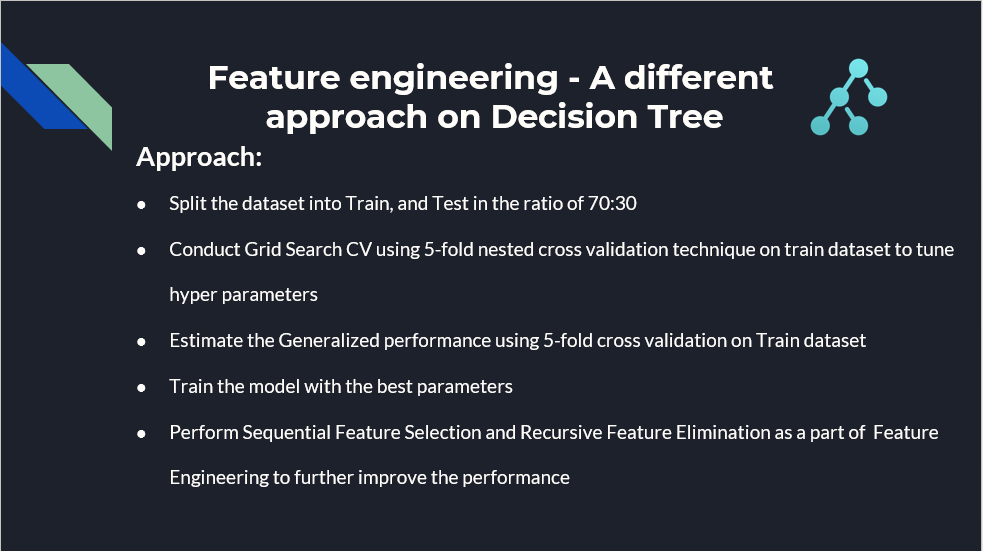 Feature engineering - A different
approach on Decision Tree
Approach:
● Split the dataset into Train, and Test in the ratio of 70:30
● Conduct Grid Search CV using 5-fold nested cross validation technique on train dataset to tune
hyper parameters
● Estimate the Generalized performance using 5-fold cross validation on Train dataset
● Train the model with the best parameters
● Perform Sequential Feature Selection and Recursive Feature Elimination as a part of  Feature
Engineering to further improve the performance